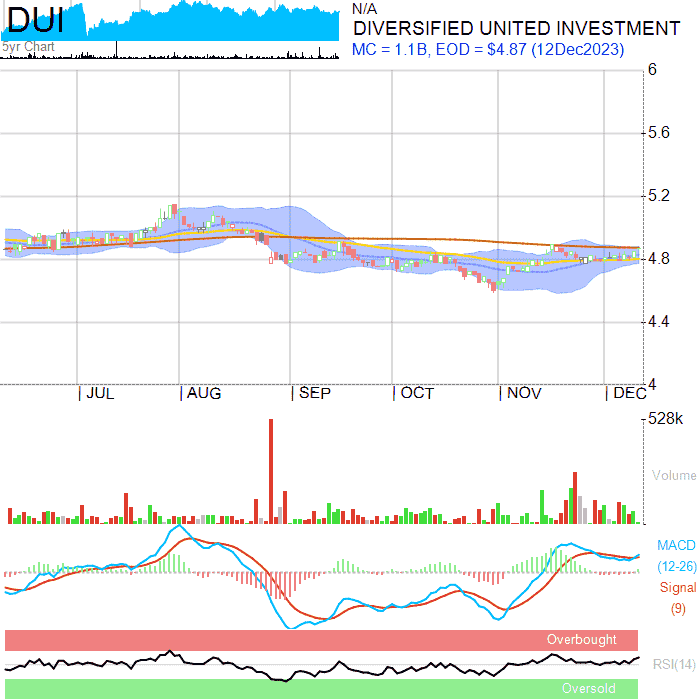 DUI
N/A
DIVERSIFIED UNITED INVESTMENT
5yr Chart
MC = 1.1B, EOD = $4.87 (12Dec2023)
6
5.6
5.2
4.8
4.4
4
JUL
AUG
SEP
OCT
NOV
DEC
528k
Volume
MACD
(12-26)
Signal
(9)
Overbought
RSI(14)
Oversold